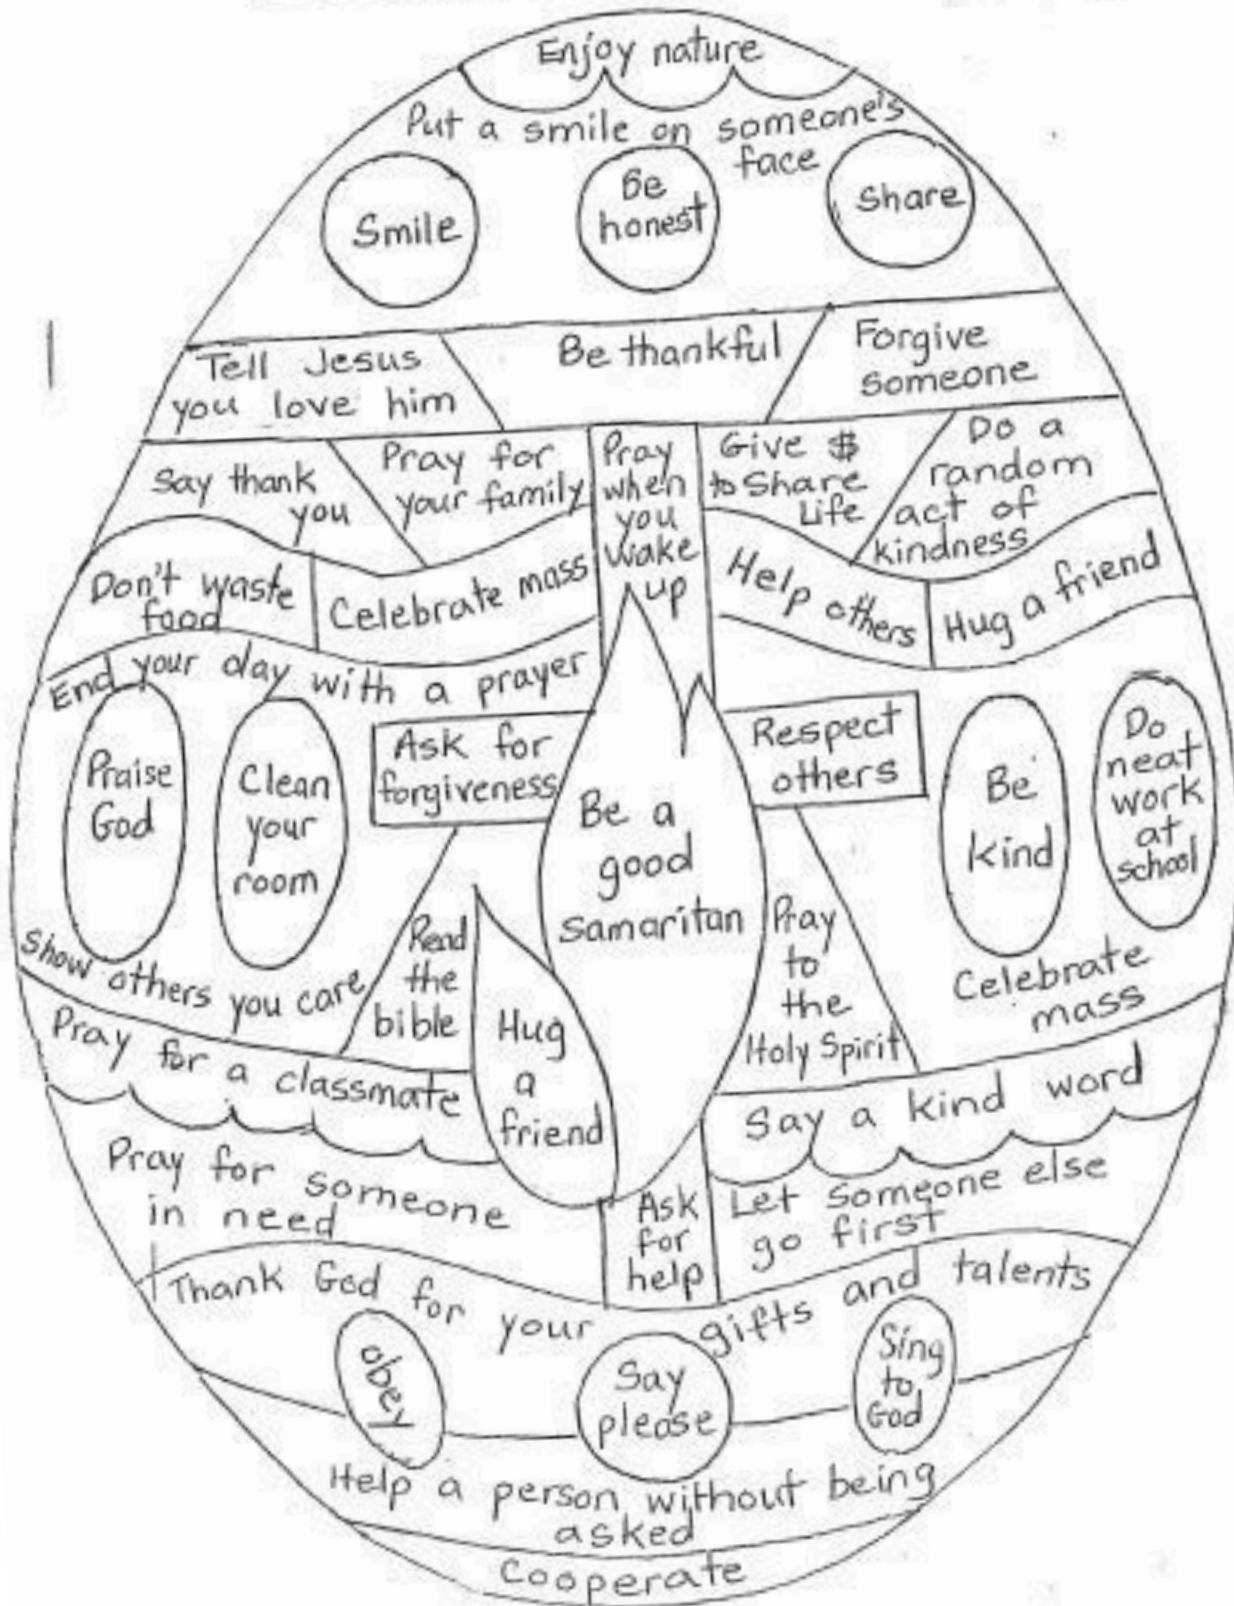 Enjoy nature
Put a smile on someone's
face
Smile
Be
honest
Share
Tell Jesus
you love him
Be thankful
Forgive
someone
Say thank
you
Pray for
your family
Pray
when
you
wake
up
Give $
to Share
Life
Do a
random
act of
kindness
Don't waste
food
Celebrate mass
Help others
Hug a friend
End your day with a prayer
Praise
God
Clean
your
room
Ask for
forgiveness
Be a
good
samaritan
Respect
others
Be
kind
Do
neat
work
at
school
Show others you care
Read
the
bible
Hug
a
friend
Pray
to
the
Holy Spirit
Celebrate
mass
Pray for a classmate
Say a kind word
Pray for someone
in need
Ask
for
help
Let someone else
go first
Thank God for your gifts and talents
obey
Say
please
Sing
to
God
Help a person without being
asked
Cooperate